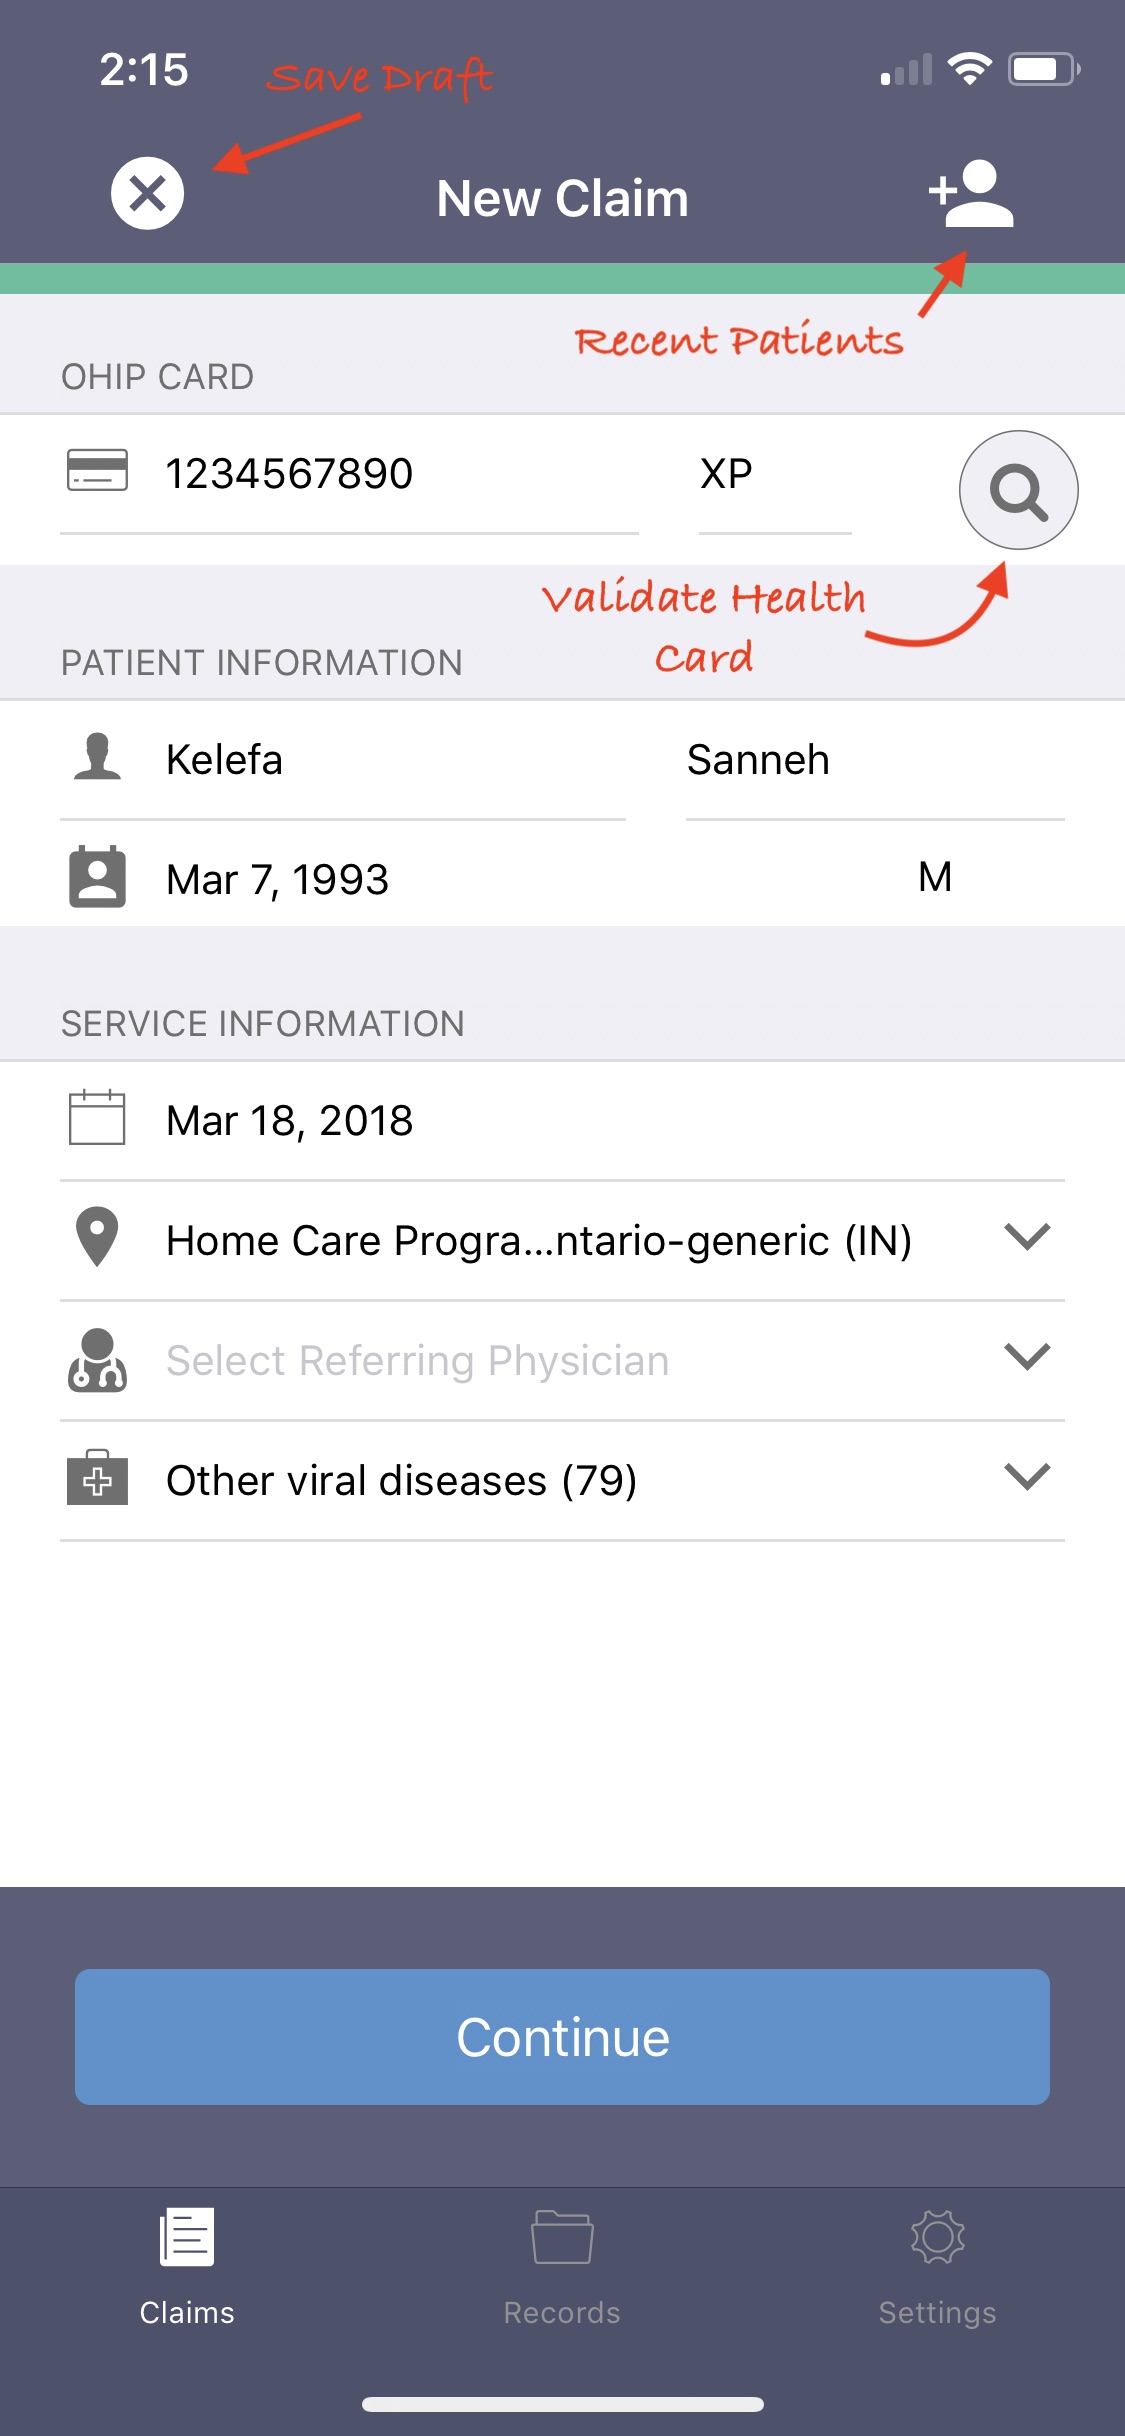 2:15
Save Draft
New Claim
Recent Patients
OHIP CARD
1234567890 XP
Validate Health
Card
PATIENT INFORMATION
Kelefa Sanneh
Mar 7, 1993 M
SERVICE INFORMATION
Mar 18, 2018
Home Care Progra...ntario-generic (IN)
Select Referring Physician
Other viral diseases (79)
Continue
Claims Records Settings